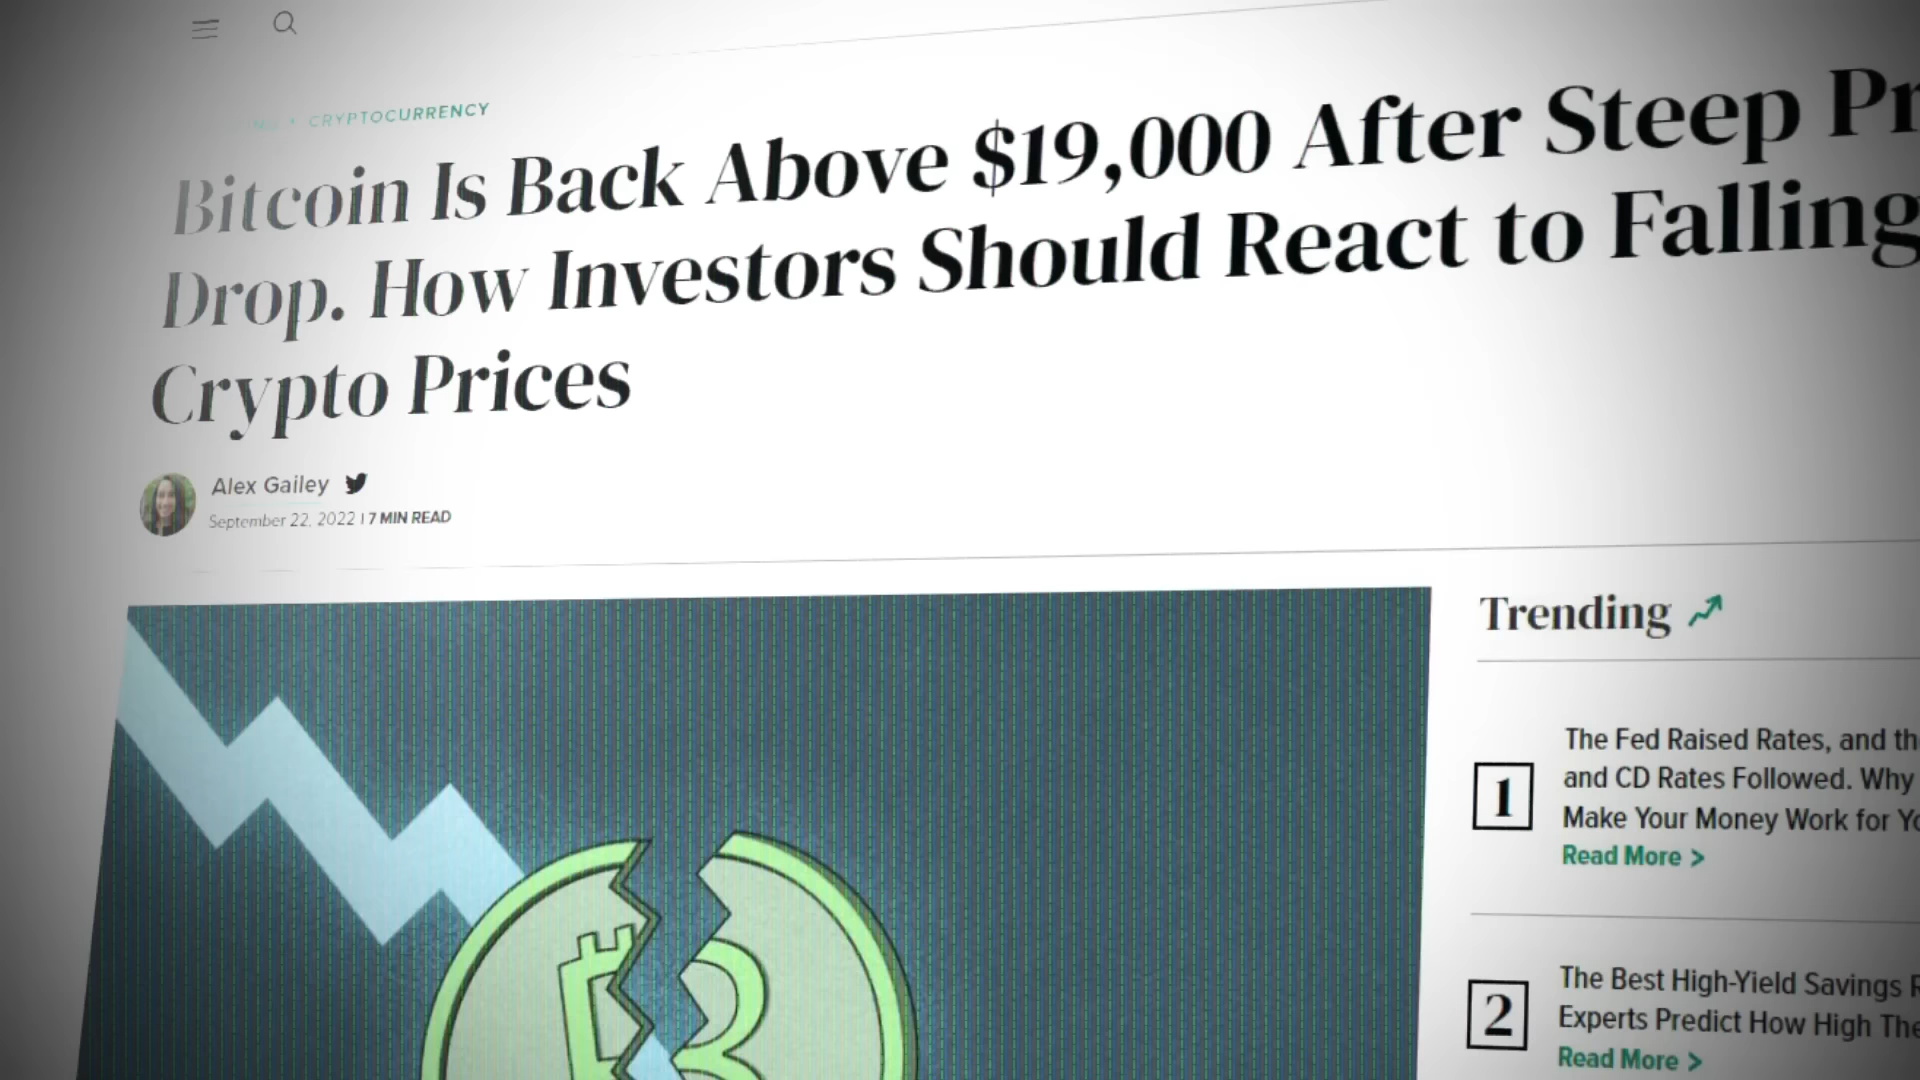 CRYPTOCURRENCY
Bitcoin Is Back Above $19,000 After Steep
Drop. How Investors Should React to Falling
Crypto Prices
Alex Gailey
September 22, 2022 | 7 MIN READ
Trending
1
The Fed Raised Rates, and
and CD Rates Followed. Why
Make Your Money Work for
Read More >
2
The Best High-Yield Savings
Experts Predict How High
Read More >